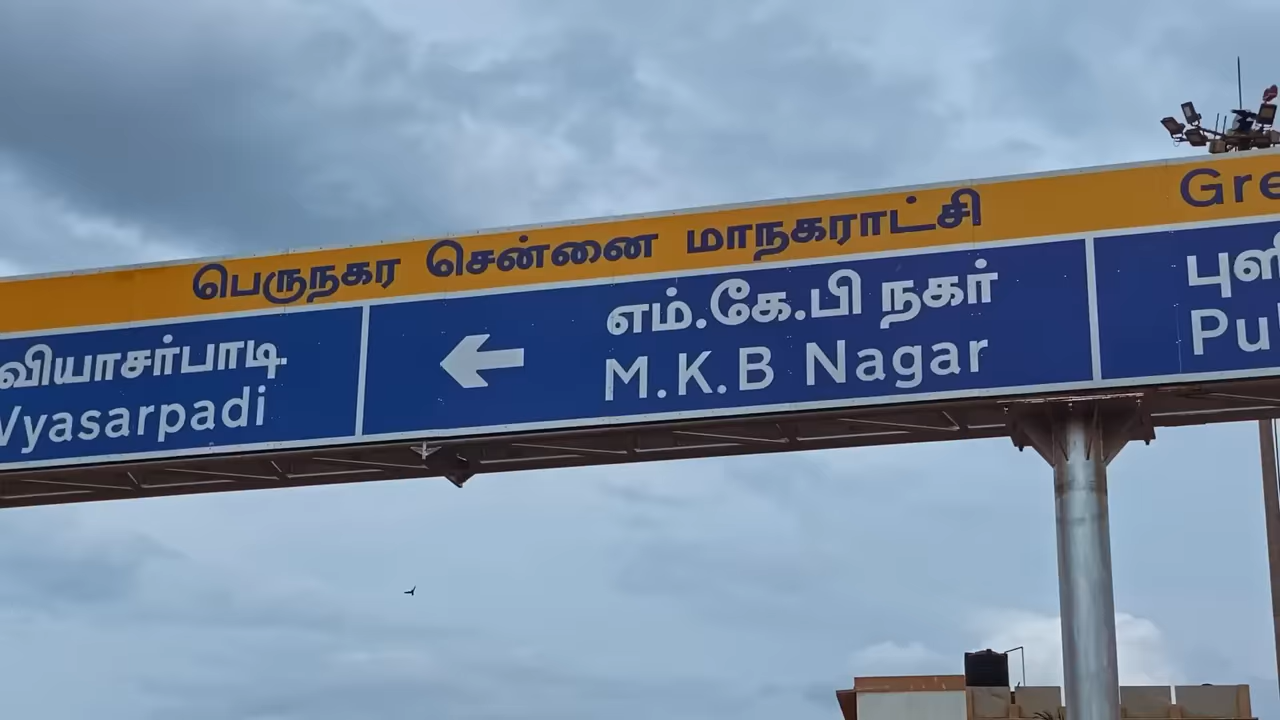 பெருநகர சென்னை மாநகராட்சி
வியாசர்பாடி
Vyasarpadi
எம்.கே.பி நகர்
M.K.B Nagar